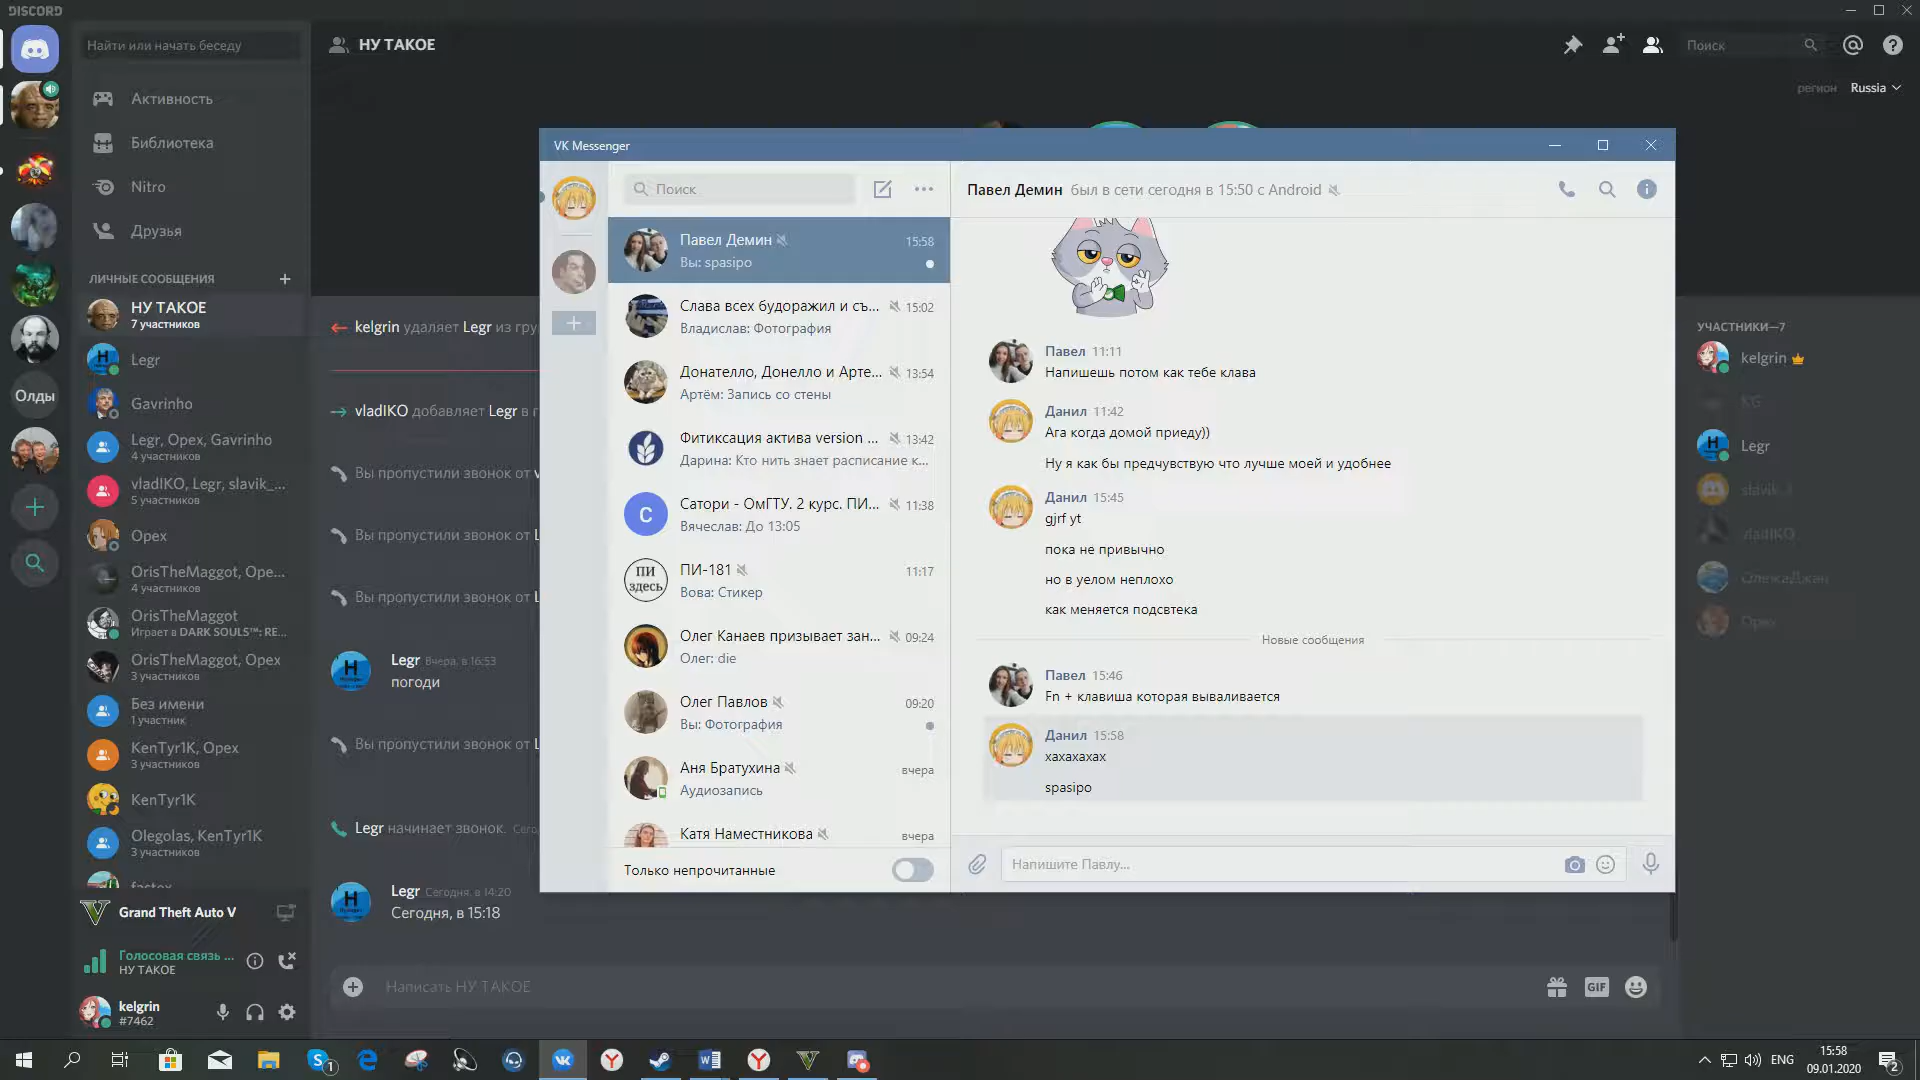 DISCORD
Найти или начать беседу
Активность
Библиотека
Nitro
Друзья
ЛИЧНЫЕ СООБЩЕНИЯ
НУ ТАКОЕ
7 участников
Legr
Gavrinho
Legr, Opex, Gavrinho
4 участников
vladIKO, Legr, slavik_...
5 участников
Opex
OrisTheMaggot, Ope...
4 участников
OrisTheMaggot
Играет в DARK SOULS™: RE...
OrisTheMaggot, Opex
3 участников
Без имени
1 участник
KenTyr1K, Opex
3 участников
KenTyr1K
Olegolas, KenTyr1K
3 участников
fastex
Олды
Grand Theft Auto V
Голосовая связь ...
НУ ТАКОЕ
kelgrin
#7462
НУ ТАКОЕ
Поиск
регион Russia
kelgrin удаляет Legr из гру
vladIKO добавляет Legr в г
Вы пропустили звонок от v
Вы пропустили звонок от L
Вы пропустили звонок от L
Legr Вчера, в 16:53
погоди
Вы пропустили звонок от L
Legr начинает звонок. Сего
Legr Сегодня, в 14:20
Сегодня, в 15:18
Написать НУ ТАКОЕ
GIF
УЧАСТНИКИ—7
kelgrin
KG
Legr
slavik_
vladIKO
ОлежаДжан
Opex
VK Messenger
Поиск
Павел Демин 15:58
Вы: spasipo
Слава всех будоражил и съ... 15:02
Владислав: Фотография
Донателло, Донелло и Арте... 13:54
Артём: Запись со стены
Фитиксация актива version ... 13:42
Дарина: Кто нить знает расписание к...
С
Сатори - ОмГТУ. 2 курс. ПИ... 11:38
Вячеслав: До 13:05
ПИ
здесь
ПИ-181 11:17
Вова: Стикер
Олег Канаев призывает зан... 09:24
Олег: die
Олег Павлов 09:20
Вы: Фотография
Аня Братухина вчера
Аудиозапись
Катя Наместникова вчера
Только непрочитанные
Павел Демин был в сети сегодня в 15:50 с Android
Павел 11:11
Напишешь потом как тебе клава
Данил 11:42
Ага когда домой приеду))
Ну я как бы предчувствую что лучше моей и удобнее
Данил 15:45
gjrf yt
пока не привычно
но в уелом неплохо
как меняется подсвтека
Новые сообщения
Павел 15:46
Fn + клавиша которая вываливается
Данил 15:58
хахахахах
spasipo
Напишите Павлу...
ENG
15:58
09.01.2020
2